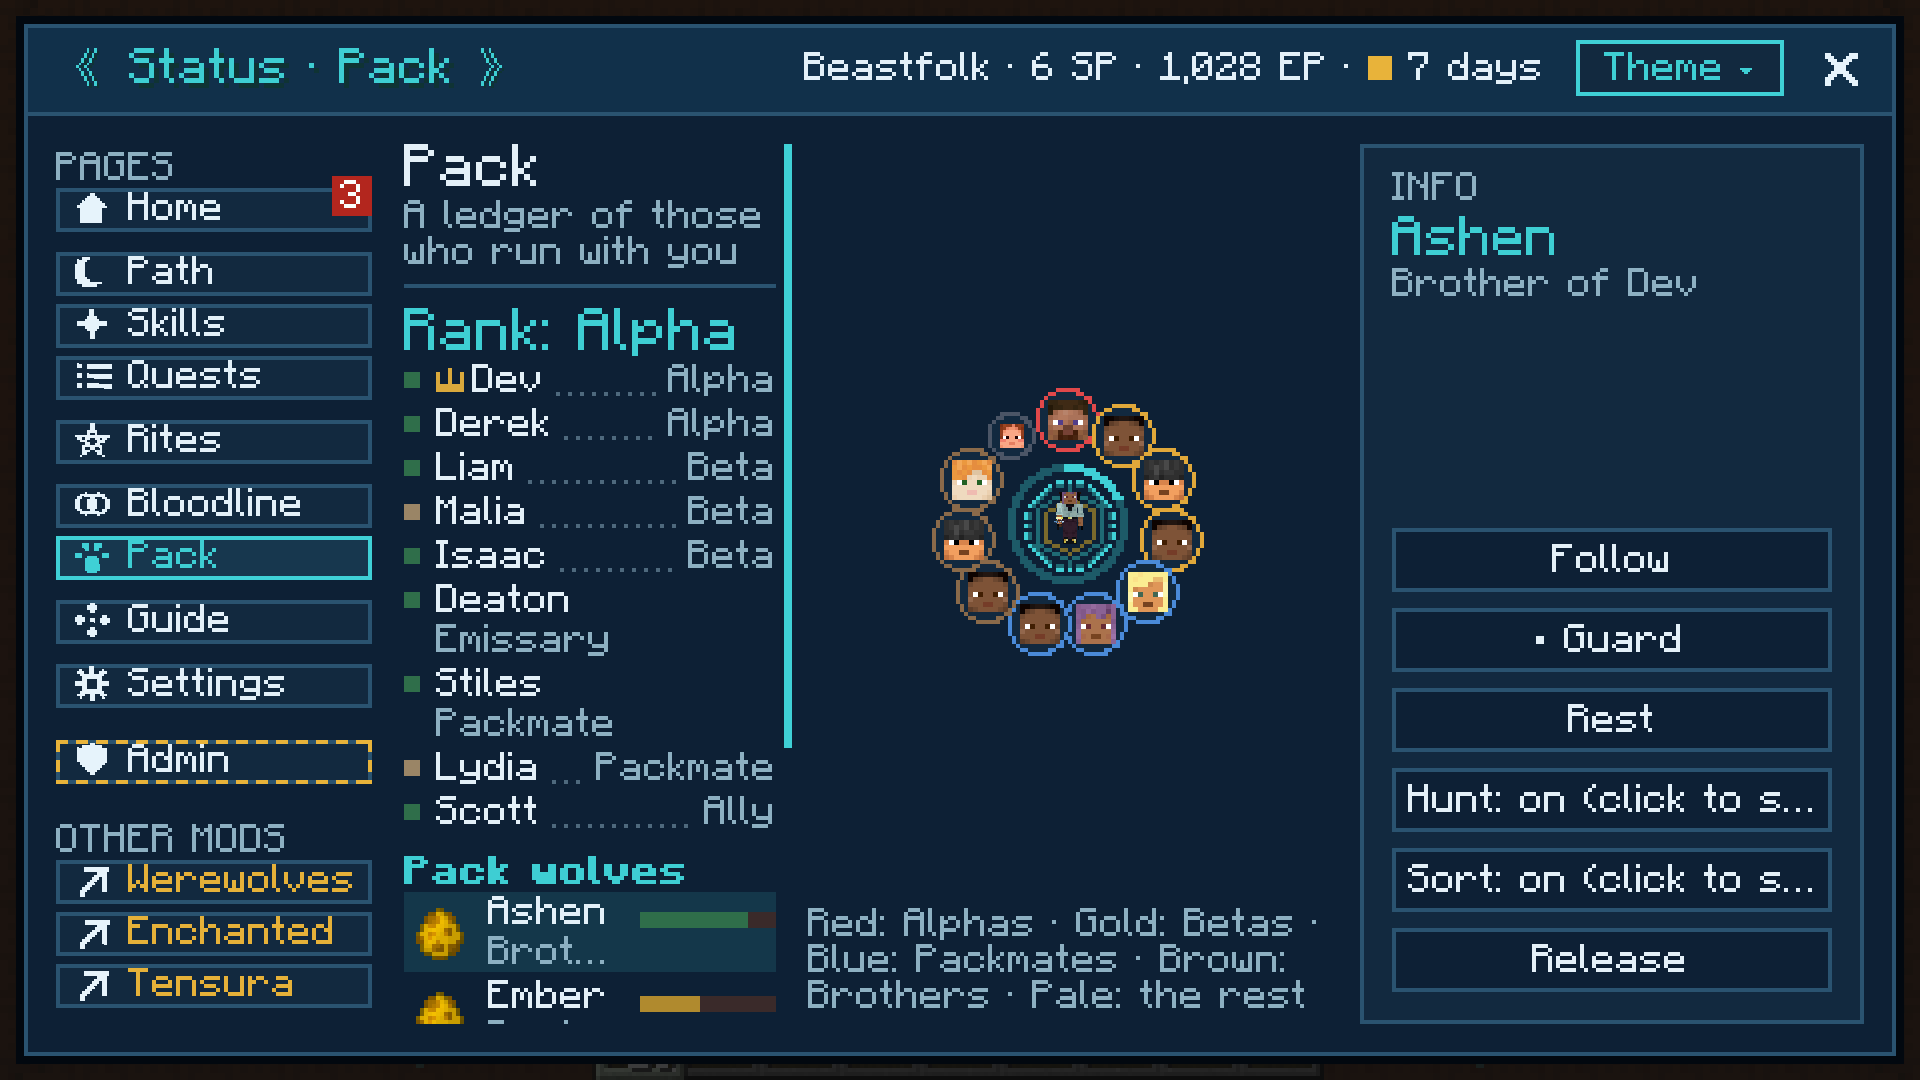 《 Status · Pack 》
Beastfolk · 6 SP · 1,028 EP · 7 days
Theme
PAGES
Home
3
Path
Skills
Quests
Rites
Bloodline
Pack
Guide
Settings
Admin
OTHER MODS
Werewolves
Enchanted
Tensura
Pack
A ledger of those
who run with you
Rank: Alpha
Dev ........ Alpha
Derek ....... Alpha
Liam ............ Beta
Malia ........... Beta
Isaac .......... Beta
Deaton
Emissary
Stiles
Packmate
Lydia ... Packmate
Scott ............ Ally
Pack wolves
Ashen
Brot...
Ember
Red: Alphas · Gold: Betas ·
Blue: Packmates · Brown:
Brothers · Pale: the rest
INFO
Ashen
Brother of Dev
Follow
· Guard
Rest
Hunt: on (click to s...
Sort: on (click to s...
Release